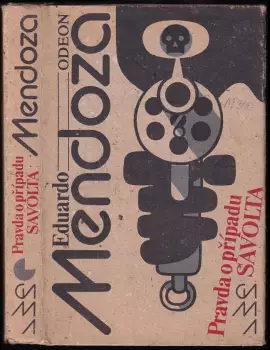 Eduardo
Mendoza
ODEON
Pravda o případu
SAVOLTA
Mendoza
Pravda o případu
SAVOLTA